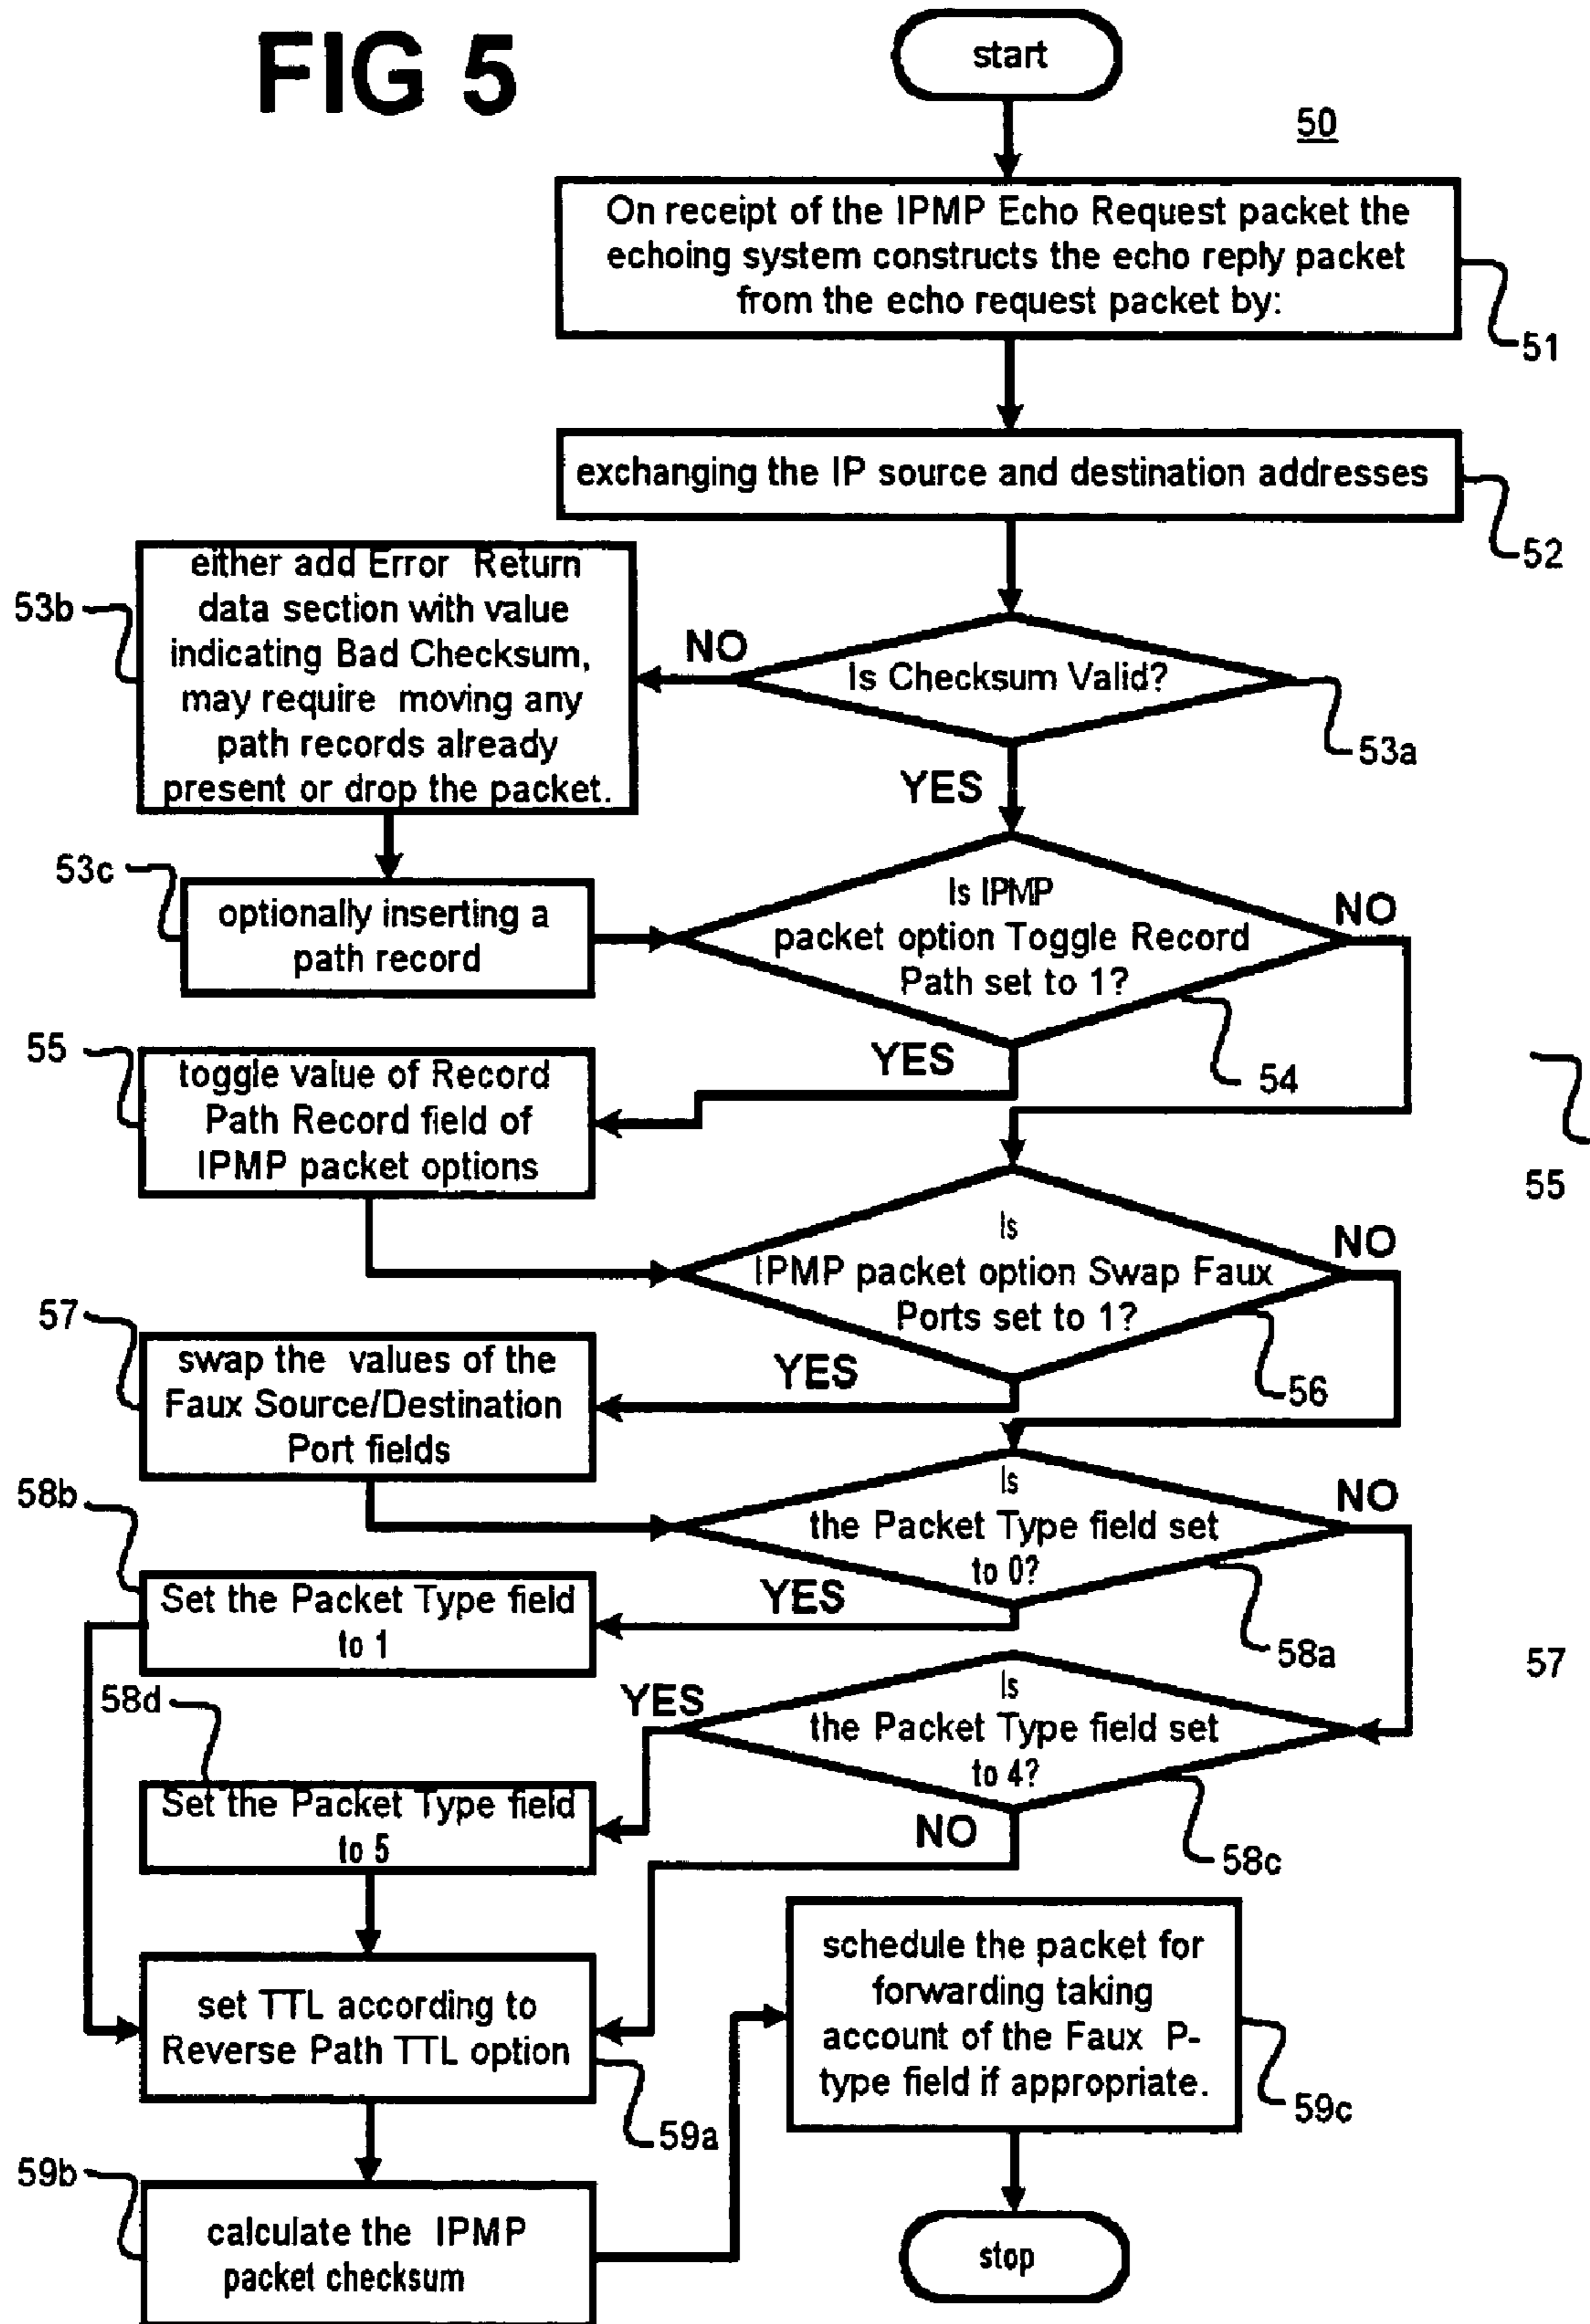 FIG 5
start
50
On receipt of the IPMP Echo Request packet the
echoing system constructs the echo reply packet
from the echo request packet by:
51
exchanging the IP source and destination addresses
52
either add Error Return
data section with value
indicating Bad Checksum,
may require moving any
path records already
present or drop the packet.
53b
NO
Is Checksum Valid?
53a
YES
53c
optionally inserting a
path record
Is IPMP
packet option Toggle Record
Path set to 1?
NO
54
YES
55
toggle value of Record
Path Record field of
IPMP packet options
55
Is
IPMP packet option Swap Faux
Ports set to 1?
NO
56
YES
57
swap the values of the
Faux Source/Destination
Port fields
Is
the Packet Type field set
to 0?
NO
58a
YES
58b
Set the Packet Type field
to 1
57
Is
the Packet Type field set
to 4?
YES
58c
NO
58d
Set the Packet Type field
to 5
set TTL according to
Reverse Path TTL option
59a
schedule the packet for
forwarding taking
account of the Faux P-
type field if appropriate.
59c
59b
calculate the IPMP
packet checksum
stop